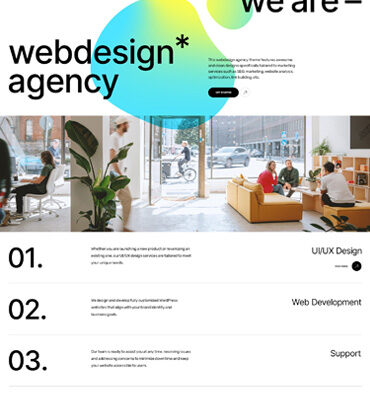 we are –
webdesign*
agency
This webdesign agency theme features awesome
and clean designs specifically tailored to marketing
services such as SEO, marketing, website analysis,
optimization, link building, etc.
GET STARTED
01.
Whether you are launching a new product or revamping an
existing one, our UI/UX design services are tailored to meet
your unique needs.
UI/UX Design
02.
We design and develop fully customized WordPress
websites that align with your brand identity and
business goals.
Web Development
03.
Our team is ready to assist you at any time, resolving issues
and addressing concerns to minimize downtime and keep
your website accessible for users.
Support